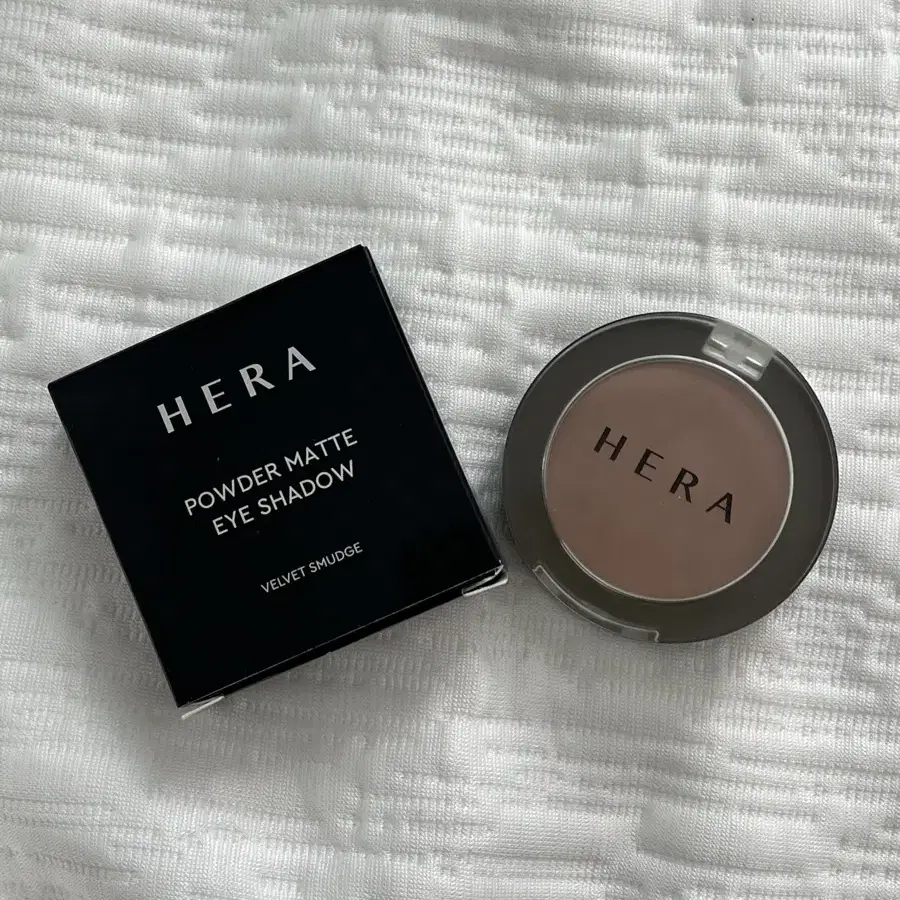 HERA
POWDER MATTE
EYE SHADOW
VELVET SMUDGE
HERA